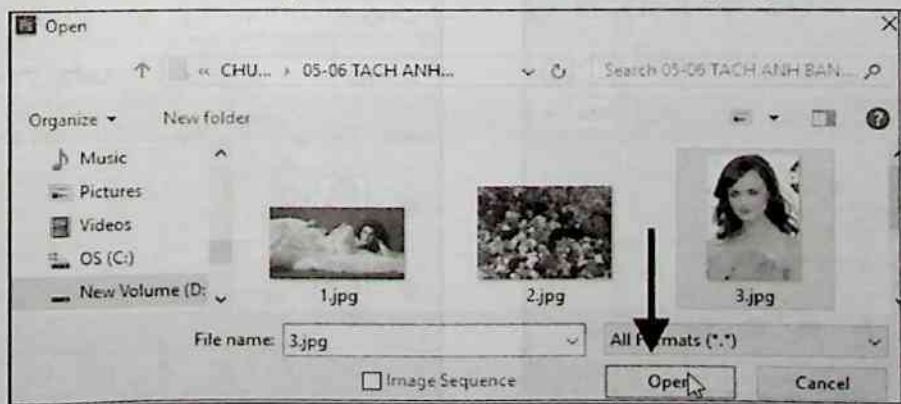 Open
« CHU... › 05-06 TACH ANH...
Search 05-06 TACH ANH BAN...
Organize
New folder
Music
Pictures
Videos
OS (C:)
New Volume (D:
1.jpg
2.jpg
3.jpg
File name: 3.jpg
All Formats (*.*)
Image Sequence
Open
Cancel